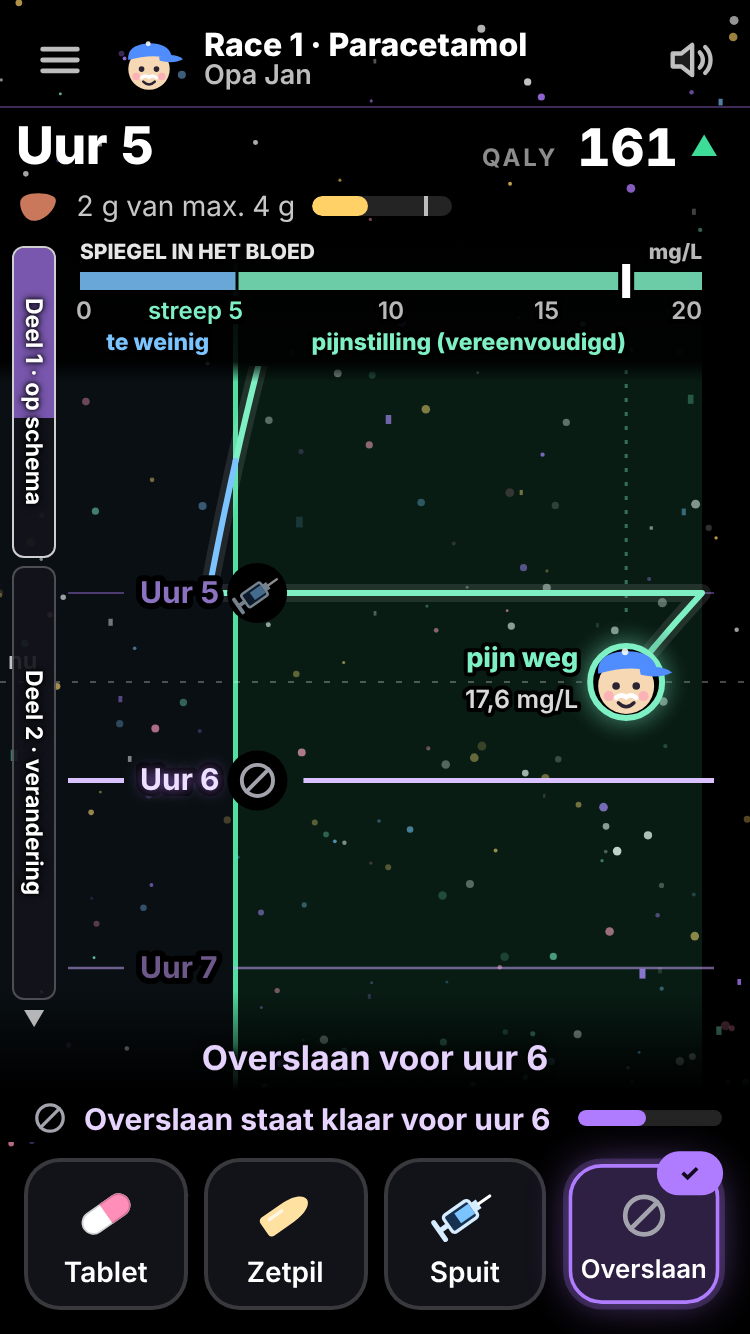 Race 1 · Paracetamol
Opa Jan
Uur 5
QALY 161
2 g van max. 4 g
SPIEGEL IN HET BLOED
mg/L
0 streep 5 10 15 20
te weinig
pijnstilling (vereenvoudigd)
Deel 1 · op schema
Uur 5
nu
pijn weg
17,6 mg/L
Deel 2 · verandering
Uur 6
Uur 7
Overslaan voor uur 6
Overslaan staat klaar voor uur 6
Tablet
Zetpil
Spuit
Overslaan